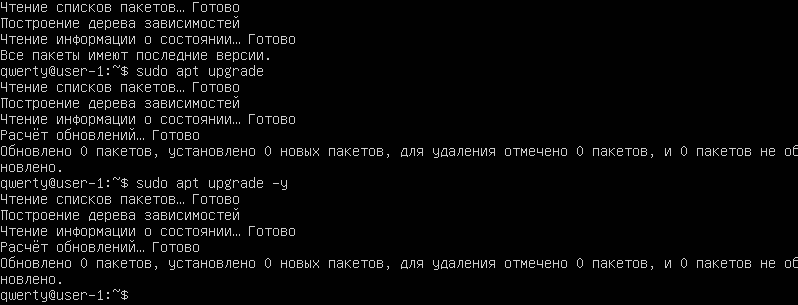 Чтение списков пакетов… Готово
Построение дерева зависимостей
Чтение информации о состоянии… Готово
Все пакеты имеют последние версии.
qwerty@user-1:~$ sudo apt upgrade
Чтение списков пакетов… Готово
Построение дерева зависимостей
Чтение информации о состоянии… Готово
Расчёт обновлений… Готово
Обновлено 0 пакетов, установлено 0 новых пакетов, для удаления отмечено 0 пакетов, и 0 пакетов не об
новлено.
qwerty@user-1:~$ sudo apt upgrade -y
Чтение списков пакетов… Готово
Построение дерева зависимостей
Чтение информации о состоянии… Готово
Расчёт обновлений… Готово
Обновлено 0 пакетов, установлено 0 новых пакетов, для удаления отмечено 0 пакетов, и 0 пакетов не об
новлено.
qwerty@user-1:~$